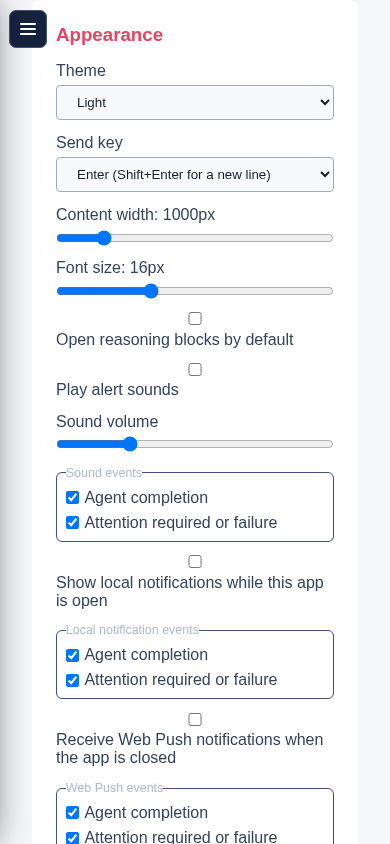 Appearance
Theme
Light
Send key
Enter (Shift+Enter for a new line)
Content width: 1000px
Font size: 16px
Open reasoning blocks by default
Play alert sounds
Sound volume
Sound events
Agent completion
Attention required or failure
Show local notifications while this app
is open
Local notification events
Agent completion
Attention required or failure
Receive Web Push notifications when
the app is closed
Web Push events
Agent completion
Attention required or failure